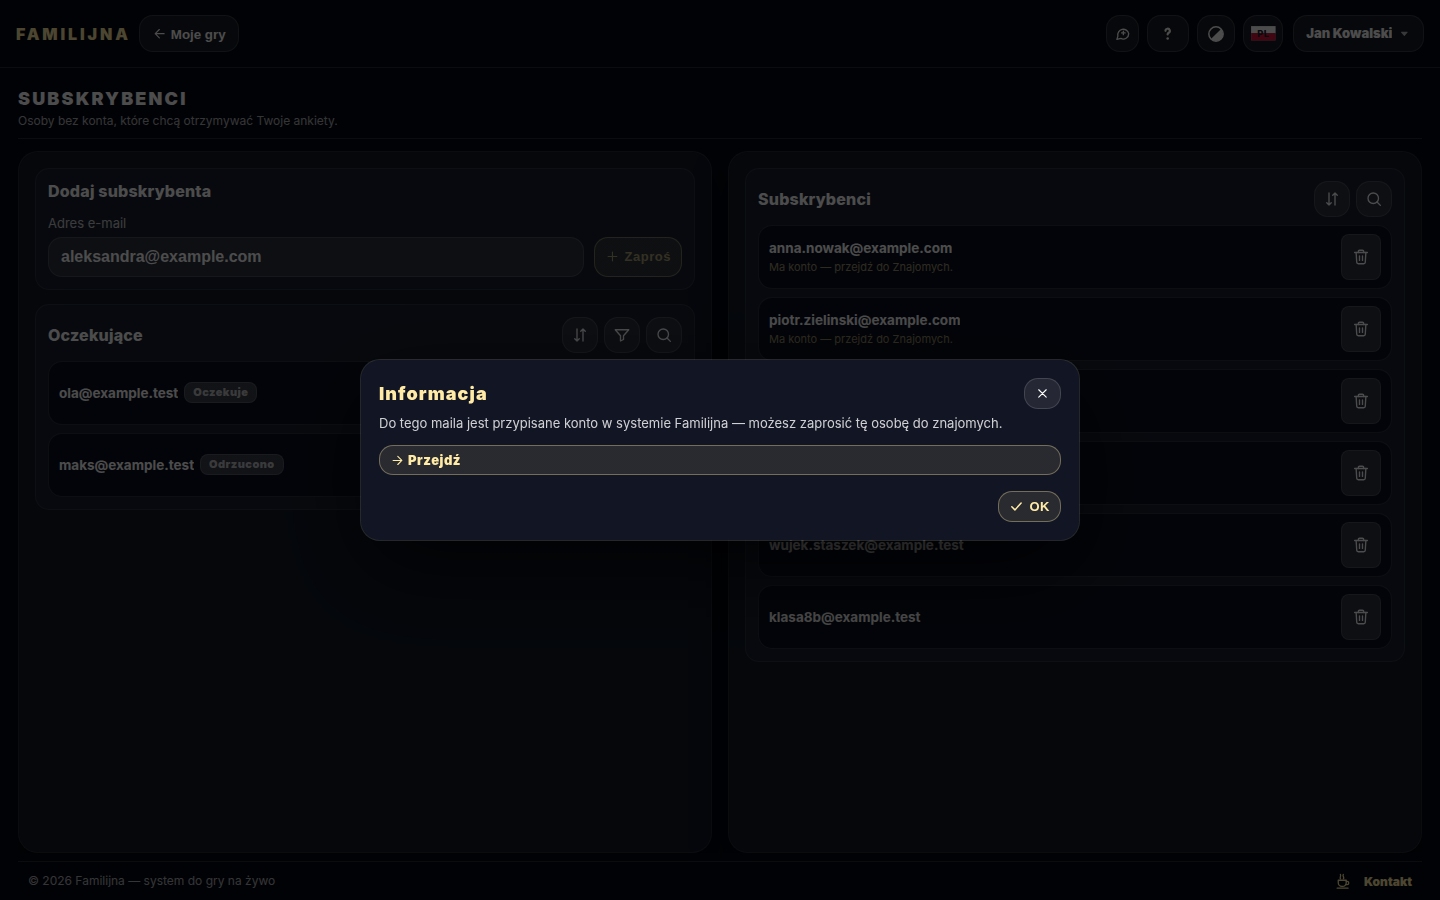 FAMILIJNA
Moje gry
?
PL
Jan Kowalski
SUBSKRYBENCI
Osoby bez konta, które chcą otrzymywać Twoje ankiety.
Dodaj subskrybenta
Adres e-mail
aleksandra@example.com
Zaproś
Oczekujące
ola@example.test Oczekuje
maks@example.test Odrzucono
Subskrybenci
anna.nowak@example.com
Ma konto — przejdź do Znajomych.
piotr.zielinski@example.com
Ma konto — przejdź do Znajomych.
wujek.staszek@example.test
klasa8b@example.test
Informacja
Do tego maila jest przypisane konto w systemie Familijna — możesz zaprosić tę osobę do znajomych.
Przejdź
OK
© 2026 Familijna — system do gry na żywo
Kontakt